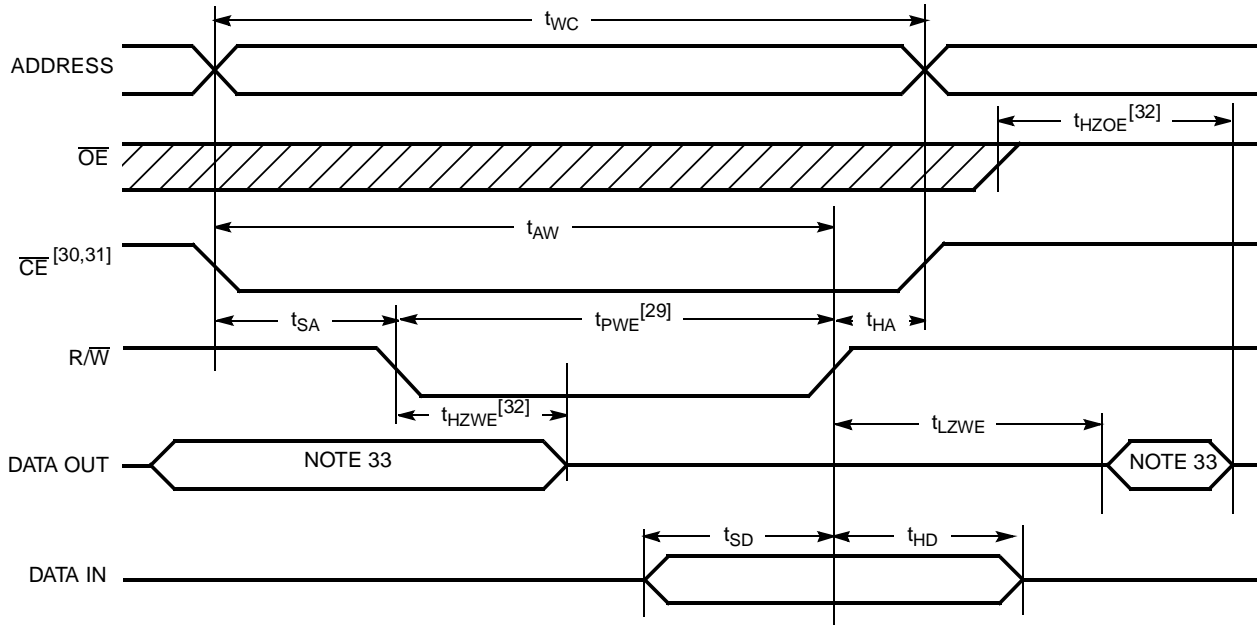 tWC
ADDRESS
tHZOE[32]
OE
tAW
CE[30,31]
tSA
tPWE[29]
tHA
R/W
tHZWE[32]
tLZWE
DATA OUT
NOTE 33
NOTE 33
tSD
tHD
DATA IN